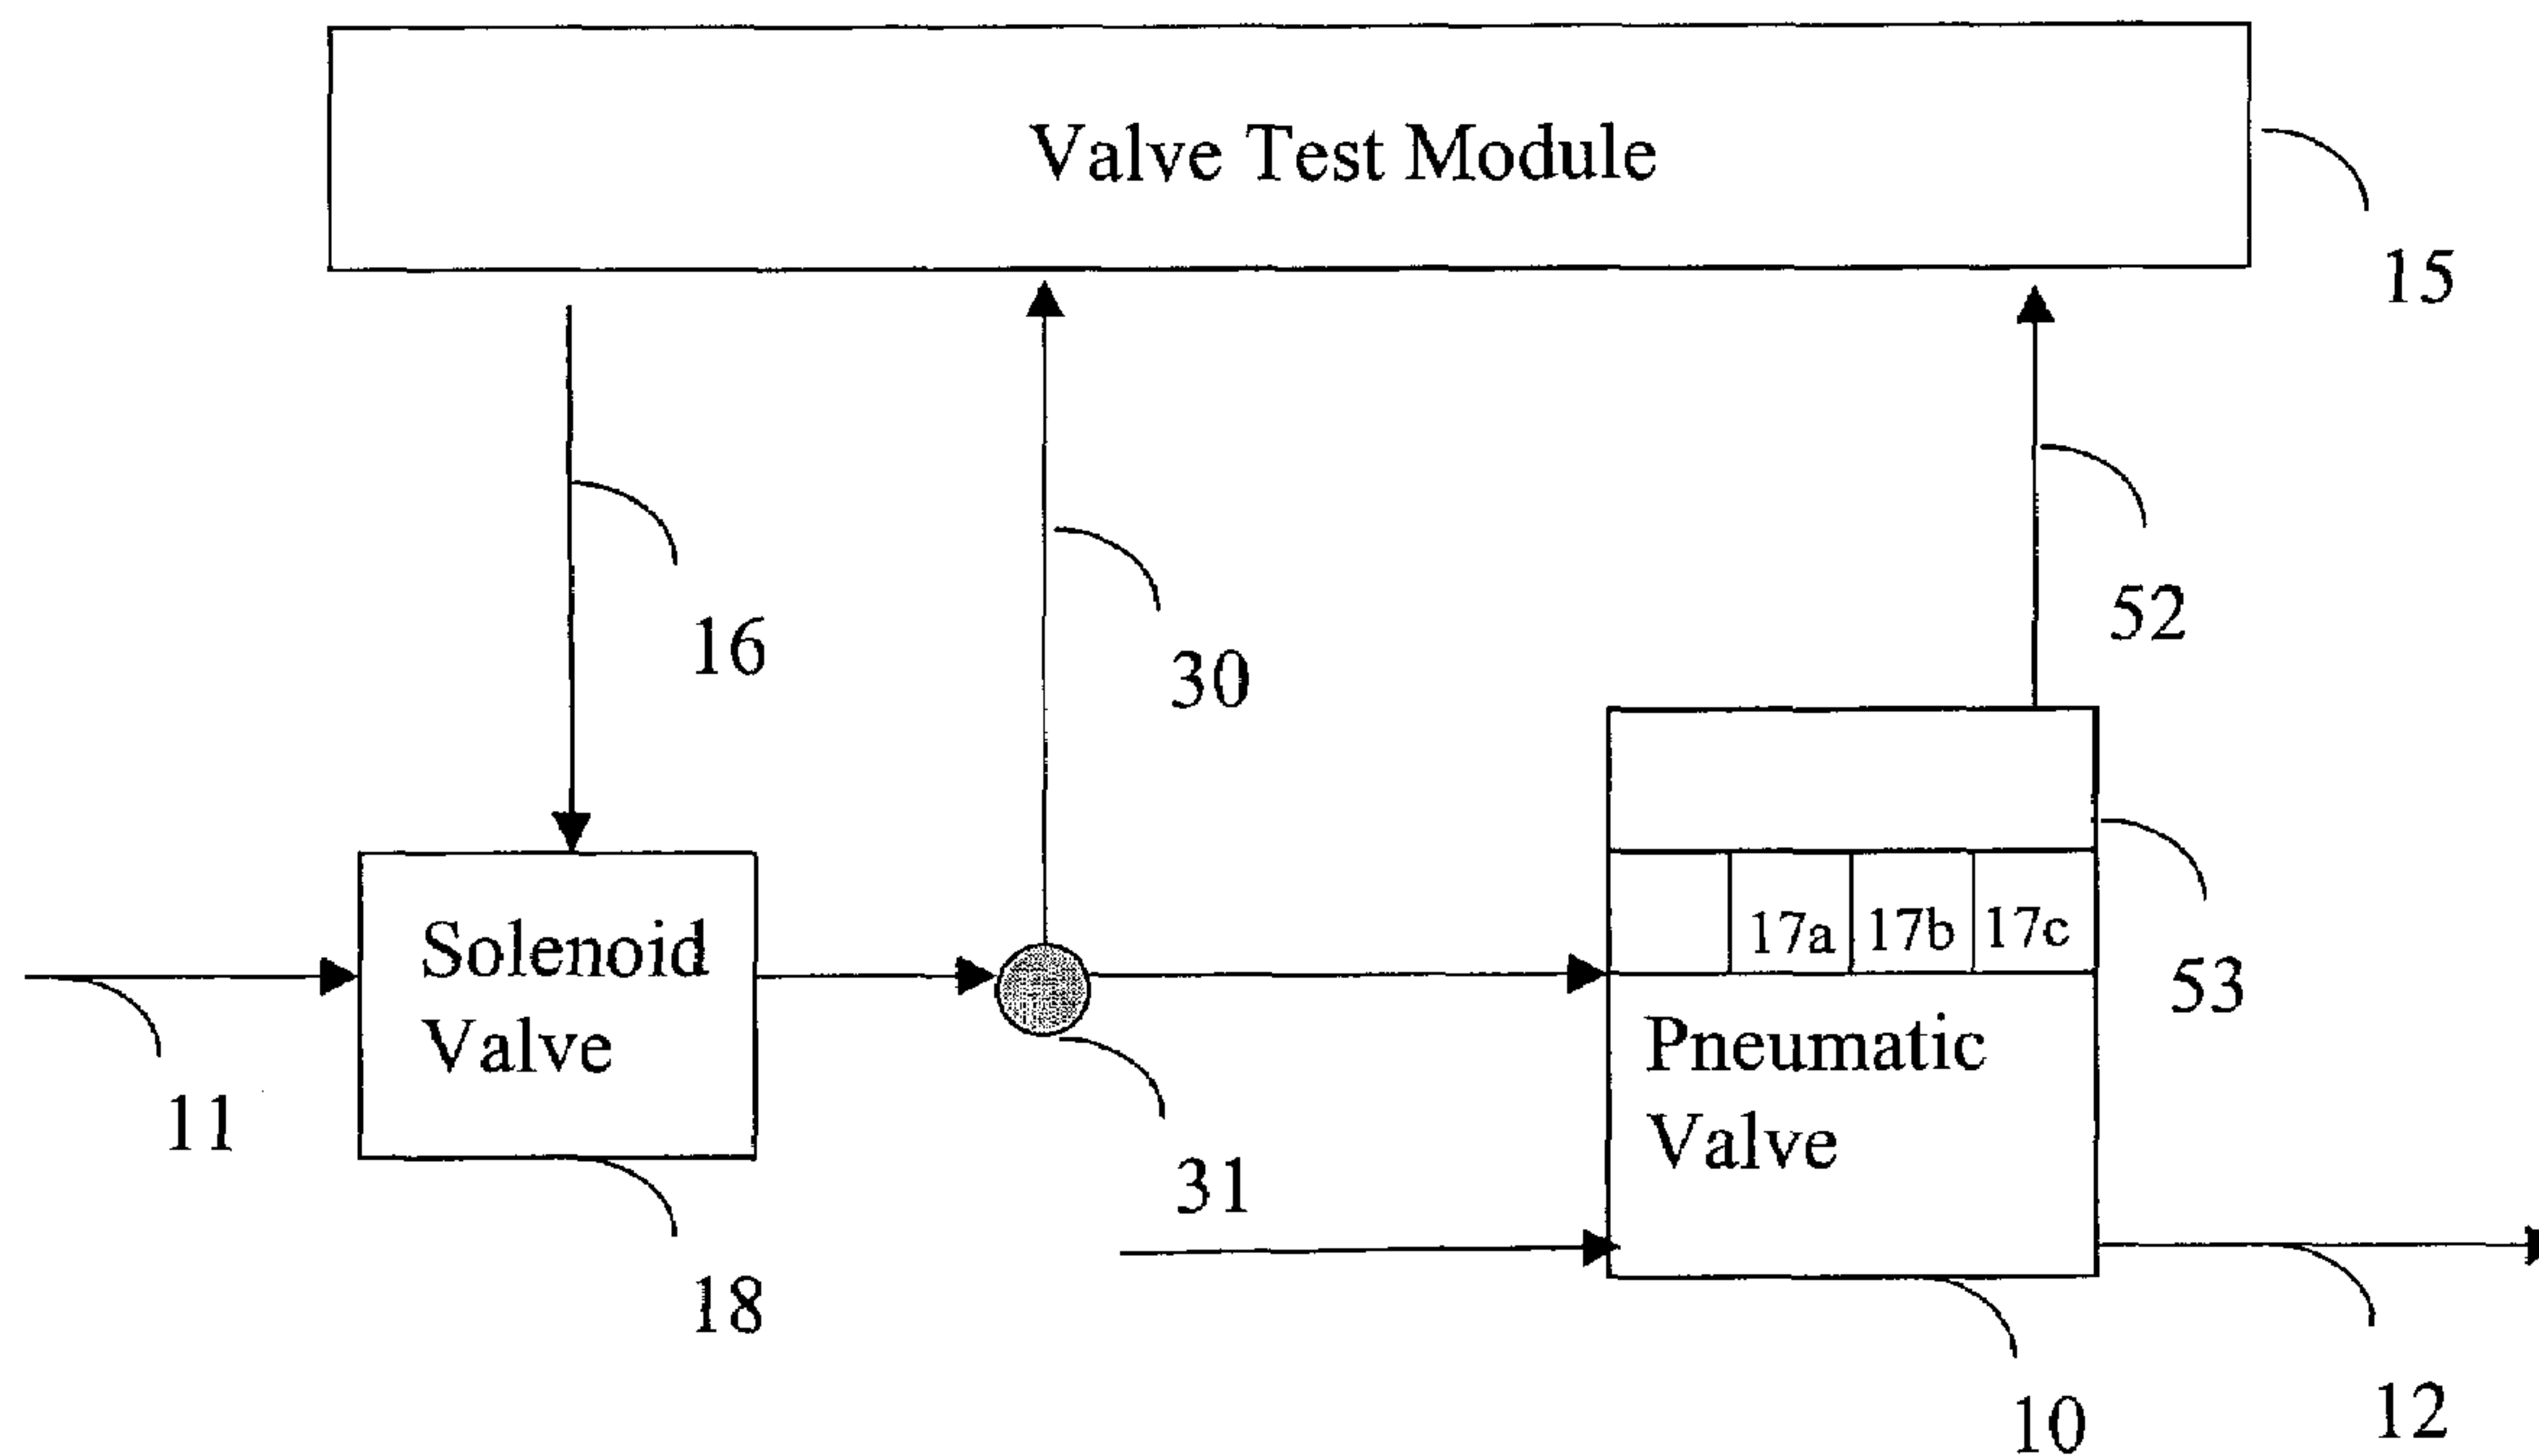 Valve Test Module
15
16
30
52
17a 17b 17c
Solenoid
Valve
53
Pneumatic
Valve
11
31
18
10
12